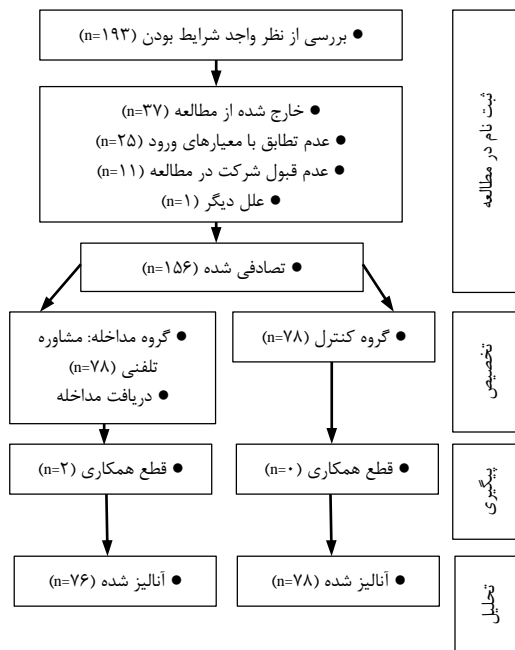 بررسی از نظر واجد شرایط بودن (n=۱۹۳)
ثبت نام در مطالعه
خارج شده از مطالعه (n=۳۷)
عدم تطابق با معیارهای ورود (n=۲۵)
عدم قبول شرکت در مطالعه (n=۱۱)
علل دیگر (n=۱)
تصادفی شده (n=۱۵۶)
تخصیص
گروه کنترل (n=۷۸)
گروه مداخله: مشاوره
تلفنی (n=۷۸)
دریافت مداخله
پیگیری
قطع همکاری (n=۰)
قطع همکاری (n=۲)
تحلیل
آنالیز شده (n=۷۸)
آنالیز شده (n=۷۶)